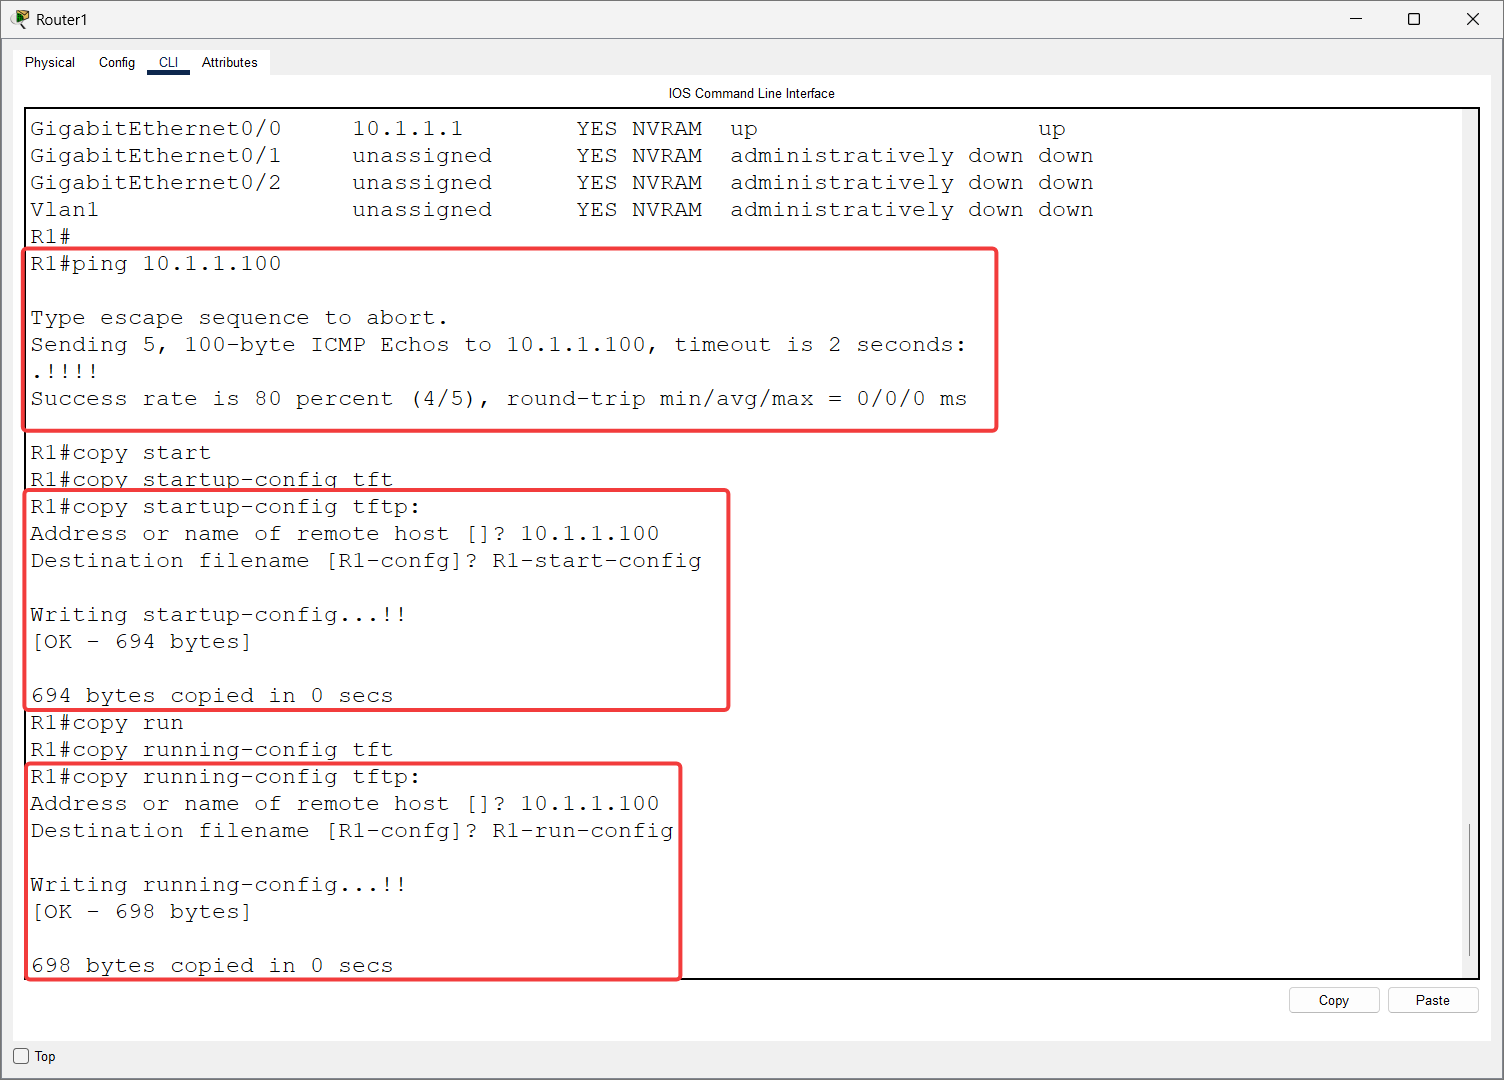 Router1
Physical Config CLI Attributes
IOS Command Line Interface
GigabitEthernet0/0 10.1.1.1 YES NVRAM up up
GigabitEthernet0/1 unassigned YES NVRAM administratively down down
GigabitEthernet0/2 unassigned YES NVRAM administratively down down
Vlan1 unassigned YES NVRAM administratively down down
R1#
R1#ping 10.1.1.100
Type escape sequence to abort.
Sending 5, 100-byte ICMP Echos to 10.1.1.100, timeout is 2 seconds:
.!!!!
Success rate is 80 percent (4/5), round-trip min/avg/max = 0/0/0 ms
R1#copy start
R1#copy startup-config tft
R1#copy startup-config tftp:
Address or name of remote host []? 10.1.1.100
Destination filename [R1-confg]? R1-start-config
Writing startup-config...!!
[OK - 694 bytes]
694 bytes copied in 0 secs
R1#copy run
R1#copy running-config tft
R1#copy running-config tftp:
Address or name of remote host []? 10.1.1.100
Destination filename [R1-confg]? R1-run-config
Writing running-config...!!
[OK - 698 bytes]
698 bytes copied in 0 secs
Copy Paste
Top